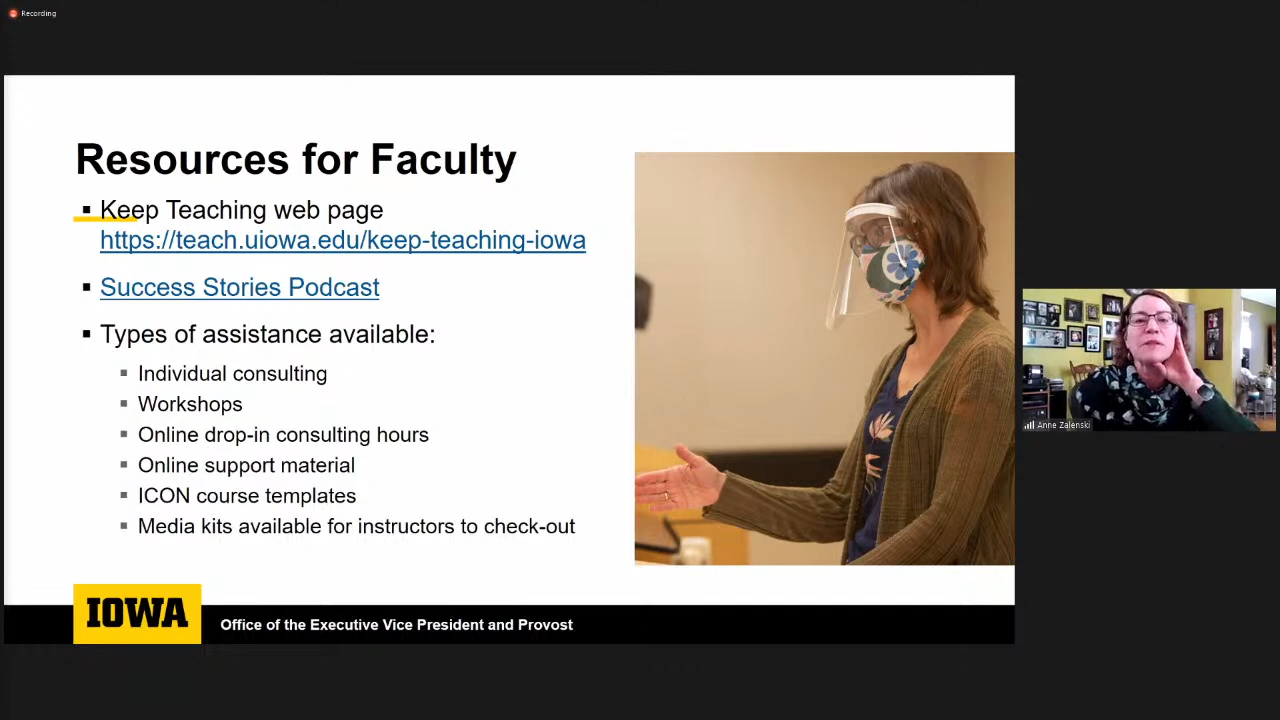 Recording
Resources for Faculty
▪ Keep Teaching web page
https://teach.uiowa.edu/keep-teaching-iowa
▪ Success Stories Podcast
▪ Types of assistance available:
▪ Individual consulting
▪ Workshops
▪ Online drop-in consulting hours
▪ Online support material
▪ ICON course templates
▪ Media kits available for instructors to check-out
Anne Zalenski
IOWA
Office of the Executive Vice President and Provost